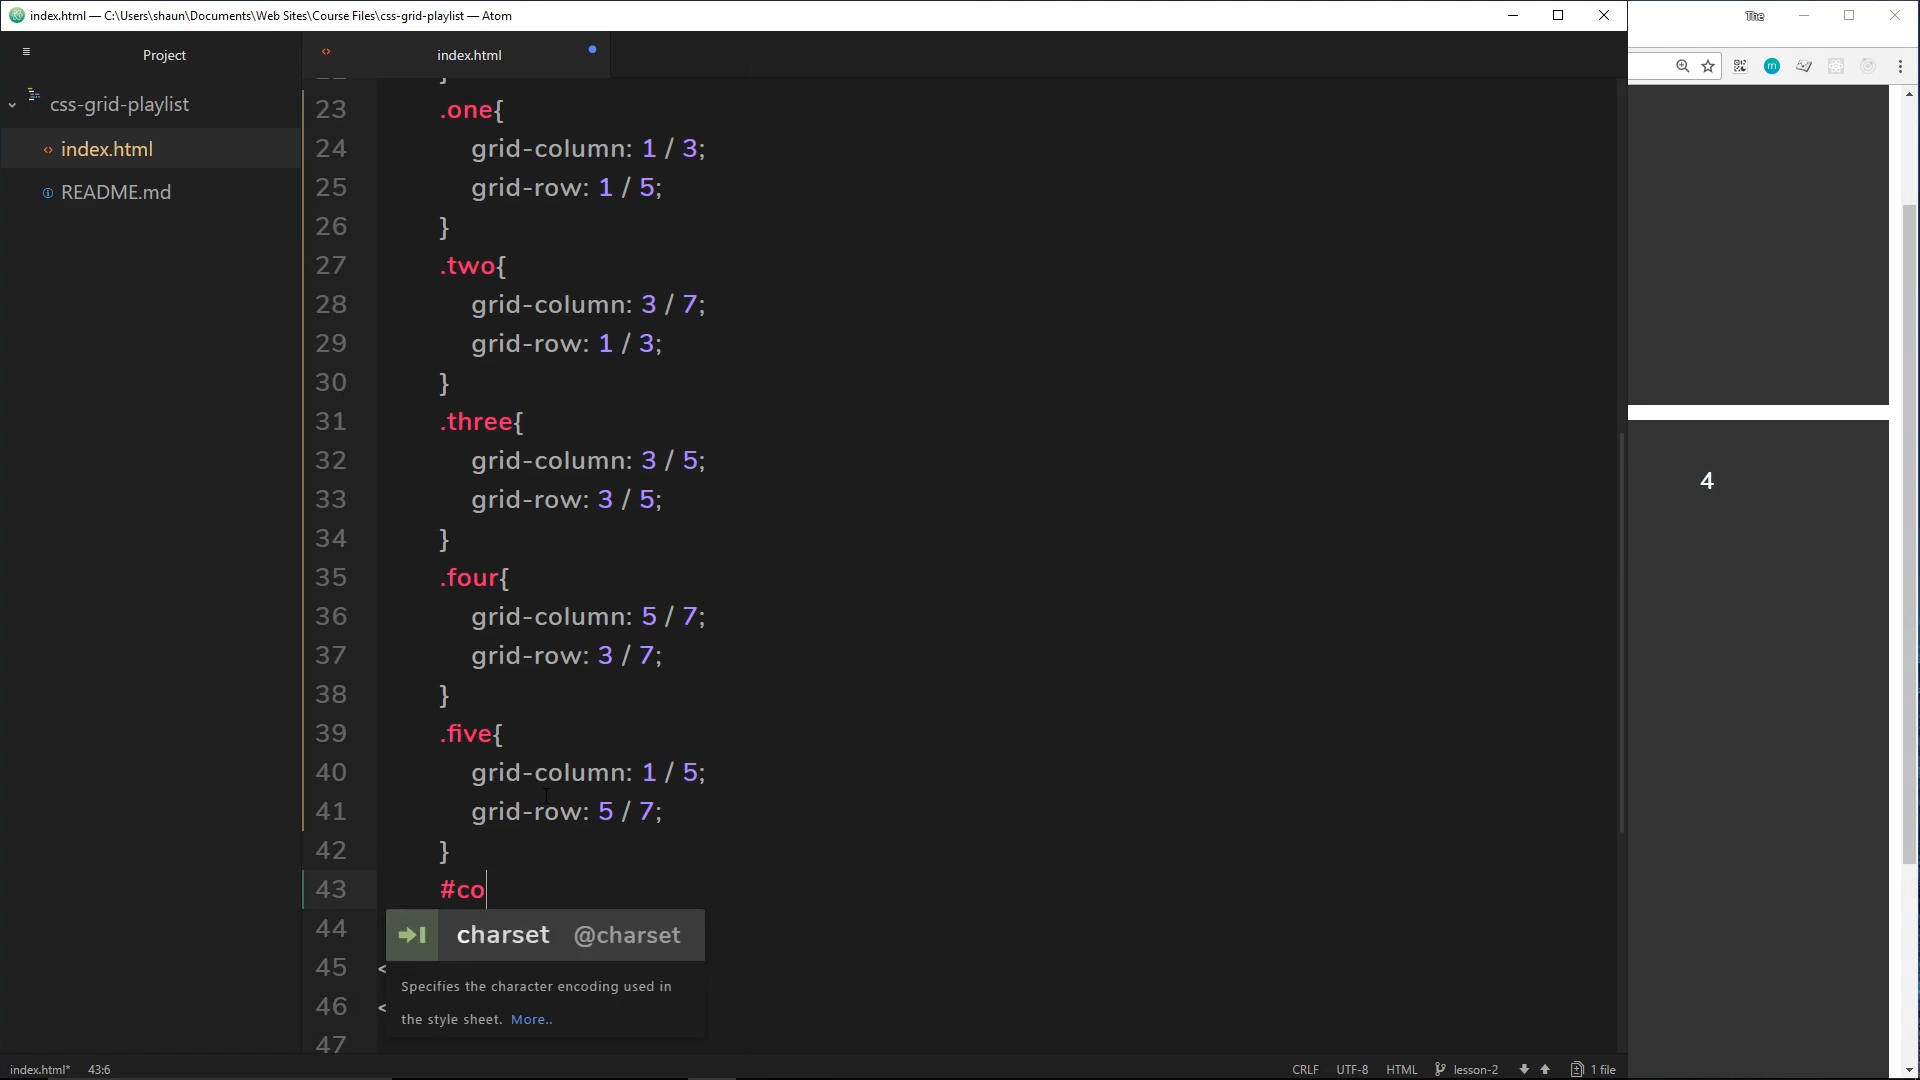 index.html — C:\Users\shaun\Documents\Web Sites\Course Files\css-grid-playlist — Atom
The
Project
index.html
css-grid-playlist
index.html
README.md
23 .one{
24 grid-column: 1 / 3;
25 grid-row: 1 / 5;
26 }
27 .two{
28 grid-column: 3 / 7;
29 grid-row: 1 / 3;
30 }
31 .three{
32 grid-column: 3 / 5;
33 grid-row: 3 / 5;
34 }
35 .four{
36 grid-column: 5 / 7;
37 grid-row: 3 / 7;
38 }
39 .five{
40 grid-column: 1 / 5;
41 grid-row: 5 / 7;
42 }
43 #co
44
45 <
46 <
47
charset @charset
Specifies the character encoding used in
the style sheet. More..
4
index.html* 43:6 CRLF UTF-8 HTML lesson-2 1 file